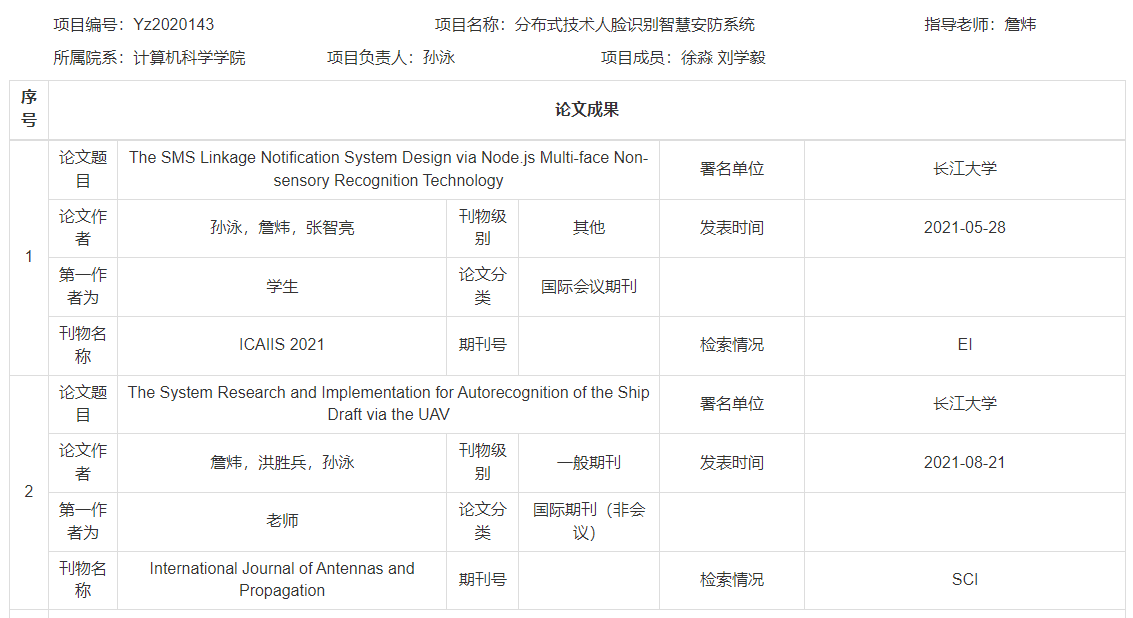 项目编号：Yz2020143 项目名称：分布式技术人脸识别智慧安防系统 指导老师：詹炜
所属院系：计算机科学学院 项目负责人：孙泳 项目成员：徐淼 刘学毅
序
号
论文成果
1
论文题
目
The SMS Linkage Notification System Design via Node.js Multi-face Non-
sensory Recognition Technology
署名单位
长江大学
论文作
者
孙泳，詹炜，张智亮
刊物级
别
其他
发表时间
2021-05-28
第一作
者为
学生
论文分
类
国际会议期刊
刊物名
称
ICAIIS 2021
期刊号
检索情况
EI
2
论文题
目
The System Research and Implementation for Autorecognition of the Ship
Draft via the UAV
署名单位
长江大学
论文作
者
詹炜，洪胜兵，孙泳
刊物级
别
一般期刊
发表时间
2021-08-21
第一作
者为
老师
论文分
类
国际期刊（非会
议）
刊物名
称
International Journal of Antennas and
Propagation
期刊号
检索情况
SCI